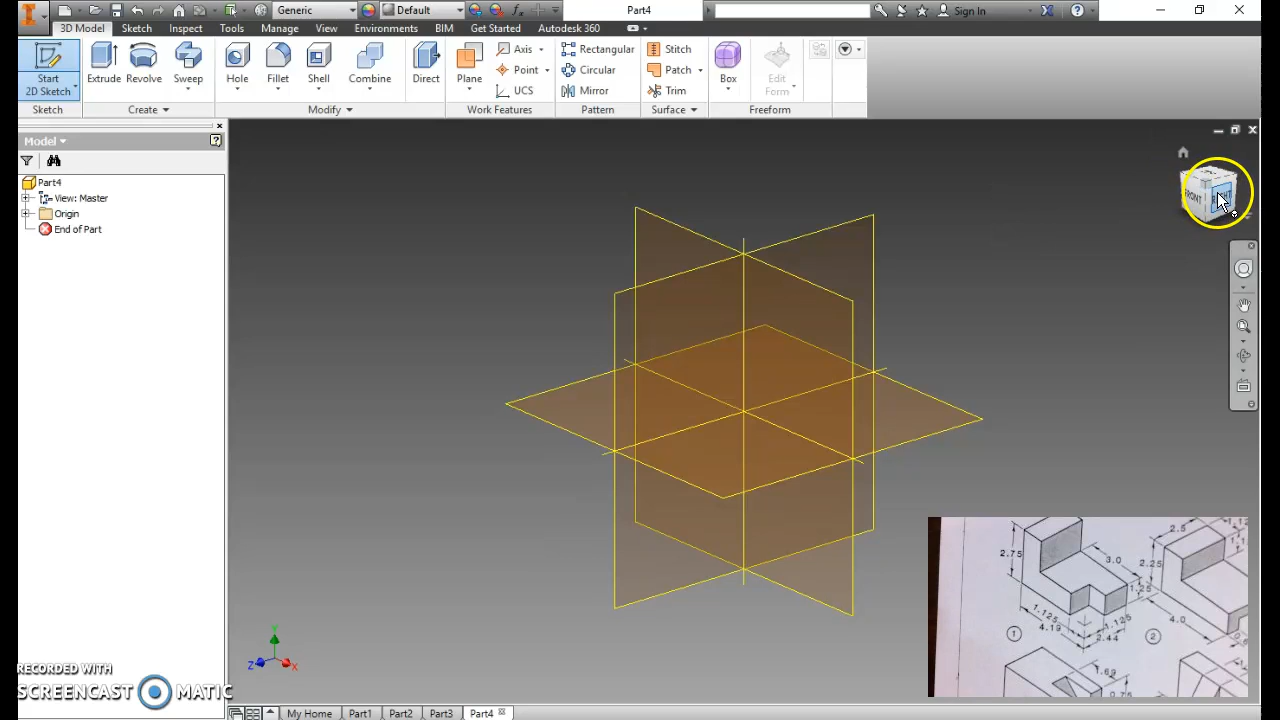 Generic
Default
Part4
Sign In
3D Model
Sketch
Inspect
Tools
Manage
View
Environments
BIM
Get Started
Autodesk 360
Start
2D Sketch
Extrude
Revolve
Sweep
Hole
Fillet
Shell
Combine
Direct
Plane
Axis
Point
UCS
Rectangular
Circular
Mirror
Stitch
Patch
Trim
Box
Edit
Form
Sketch
Create
Modify
Work Features
Pattern
Surface
Freeform
Model
Part4
View: Master
Origin
End of Part
Y
Z
X
2.75
3.0
1.25
1.125
4.19
1.125
2.44
1
2.5
2.25
4.0
2
1.69
0.75
RECORDED WITH
SCREENCAST MATIC
My Home
Part1
Part2
Part3
Part4